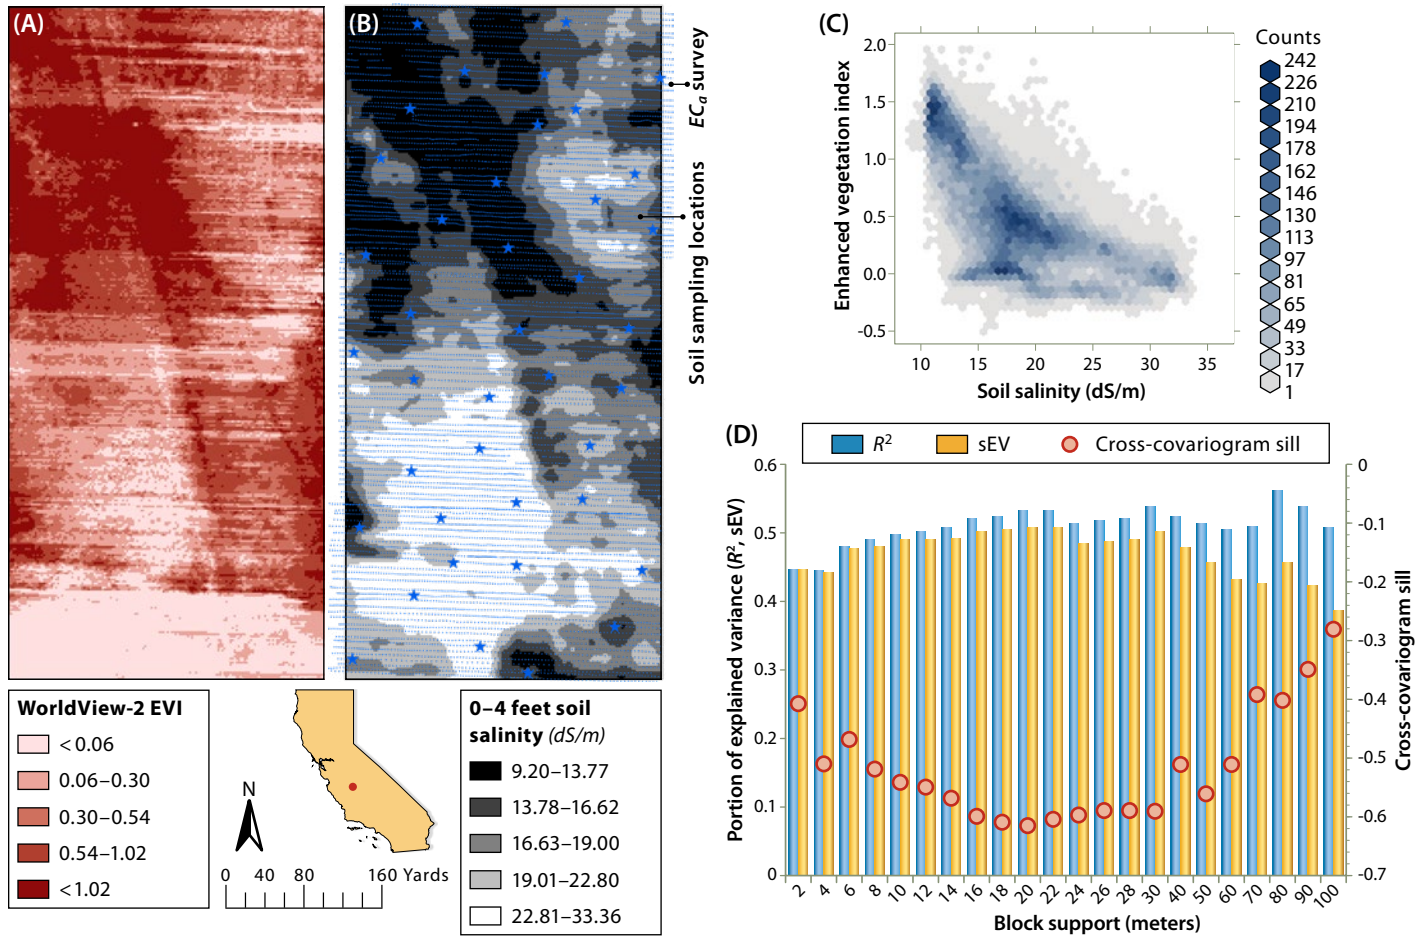 (A)
(B)
ECa survey
Soil sampling locations
WorldView-2 EVI
< 0.06
0.06–0.30
0.30–0.54
0.54–1.02
<1.02
N
0 40 80 160 Yards
0–4 feet soil
salinity (dS/m)
9.20–13.77
13.78–16.62
16.63–19.00
19.01–22.80
22.81–33.36
(C)
Enhanced vegetation index
2.0
1.5
1.0
0.5
0.0
-0.5
10 15 20 25 30 35
Soil salinity (dS/m)
Counts
242
226
210
194
178
162
146
130
113
97
81
65
49
33
17
1
(D)
R² sEV Cross-covariogram sill
Portion of explained variance (R², sEV)
0.6
0.5
0.4
0.3
0.2
0.1
0
0
-0.1
-0.2
-0.3
-0.4
-0.5
-0.6
-0.7
Cross-covariogram sill
2 4 6 8 10 12 14 16 18 20 22 24 26 28 30 40 50 60 70 80 90 100
Block support (meters)